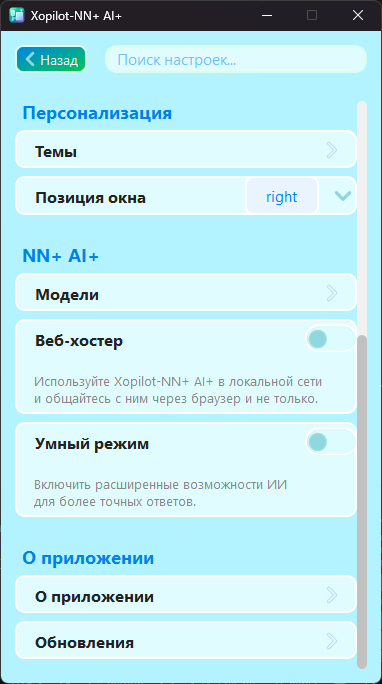 Xopilot-NN+ AI+
Назад
Поиск настроек...
Персонализация
Темы
Позиция окна
right
NN+ AI+
Модели
Веб-хостер
Используйте Xopilot-NN+ AI+ в локальной сети
и общайтесь с ним через браузер и не только.
Умный режим
Включить расширенные возможности ИИ
для более точных ответов.
О приложении
О приложении
Обновления